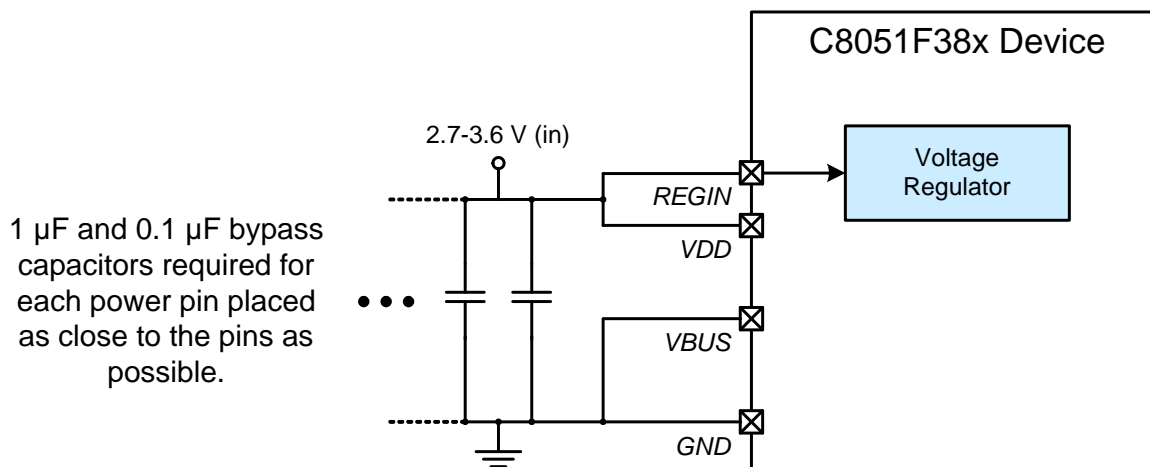 C8051F38x Device
2.7-3.6 V (in)
Voltage
Regulator
REGIN
VDD
1 µF and 0.1 µF bypass
capacitors required for
each power pin placed
as close to the pins as
possible.
VBUS
GND